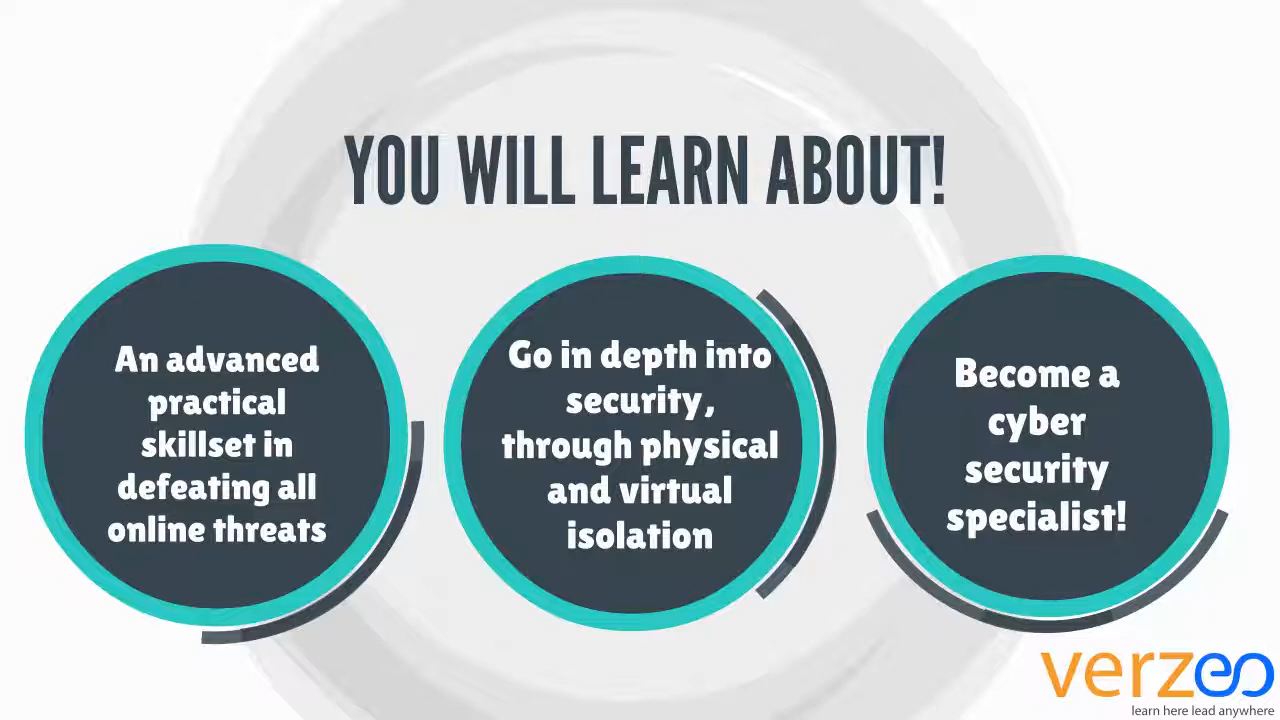 YOU WILL LEARN ABOUT!
An advanced
practical
skillset in
defeating all
online threats
Go in depth into
security,
through physical
and virtual
isolation
Become a
cyber
security
specialist!
verzeo
learn here lead anywhere